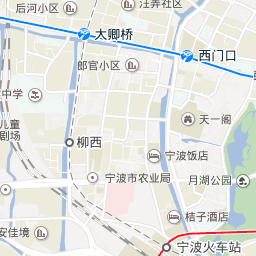 后河小区
汪弄社区
太卿桥
西门口
郎官小区
中学
天一阁
儿童
剧场
柳西
宁波饭店
宁波市农业局
月湖公园
桔子酒店
安佳境
宁波火车站